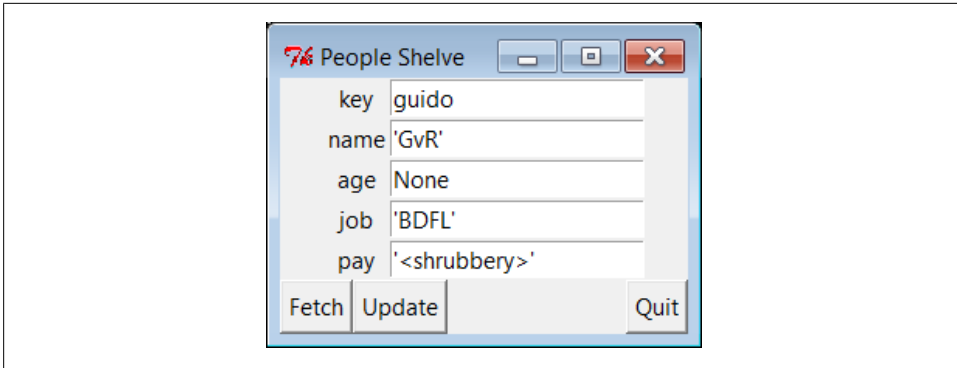 People Shelve
key guido
name 'GvR'
age None
job 'BDFL'
pay '<shrubbery>'
Fetch Update Quit